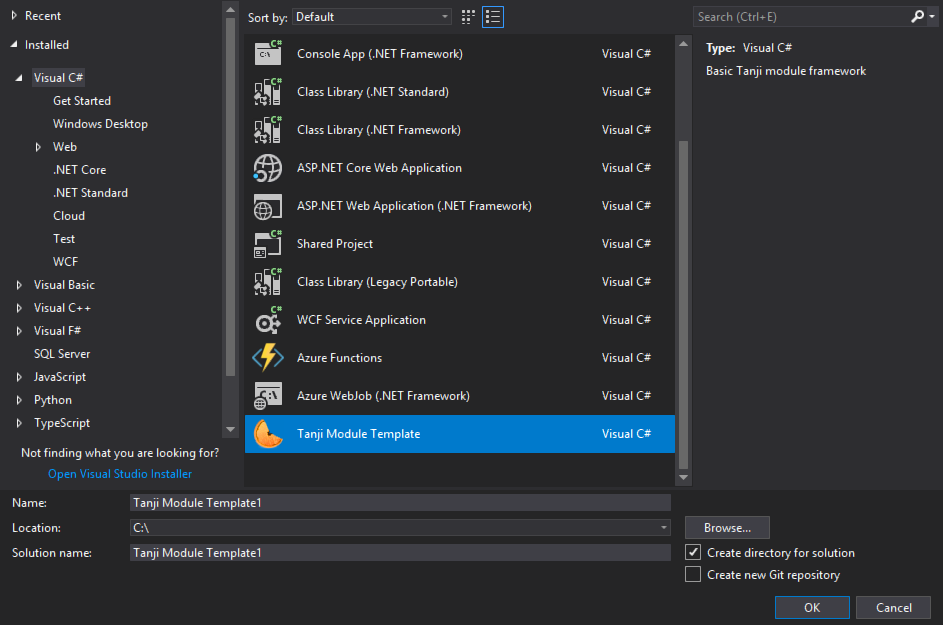 Recent
Installed
Visual C#
Get Started
Windows Desktop
Web
.NET Core
.NET Standard
Cloud
Test
WCF
Visual Basic
Visual C++
Visual F#
SQL Server
JavaScript
Python
TypeScript
Not finding what you are looking for?
Open Visual Studio Installer
Sort by: Default
Console App (.NET Framework) Visual C#
Class Library (.NET Standard) Visual C#
Class Library (.NET Framework) Visual C#
ASP.NET Core Web Application Visual C#
ASP.NET Web Application (.NET Framework) Visual C#
Shared Project Visual C#
Class Library (Legacy Portable) Visual C#
WCF Service Application Visual C#
Azure Functions Visual C#
Azure WebJob (.NET Framework) Visual C#
Tanji Module Template Visual C#
Search (Ctrl+E)
Type: Visual C#
Basic Tanji module framework
Name: Tanji Module Template1
Location: C:\
Browse...
Solution name: Tanji Module Template1
Create directory for solution
Create new Git repository
OK Cancel